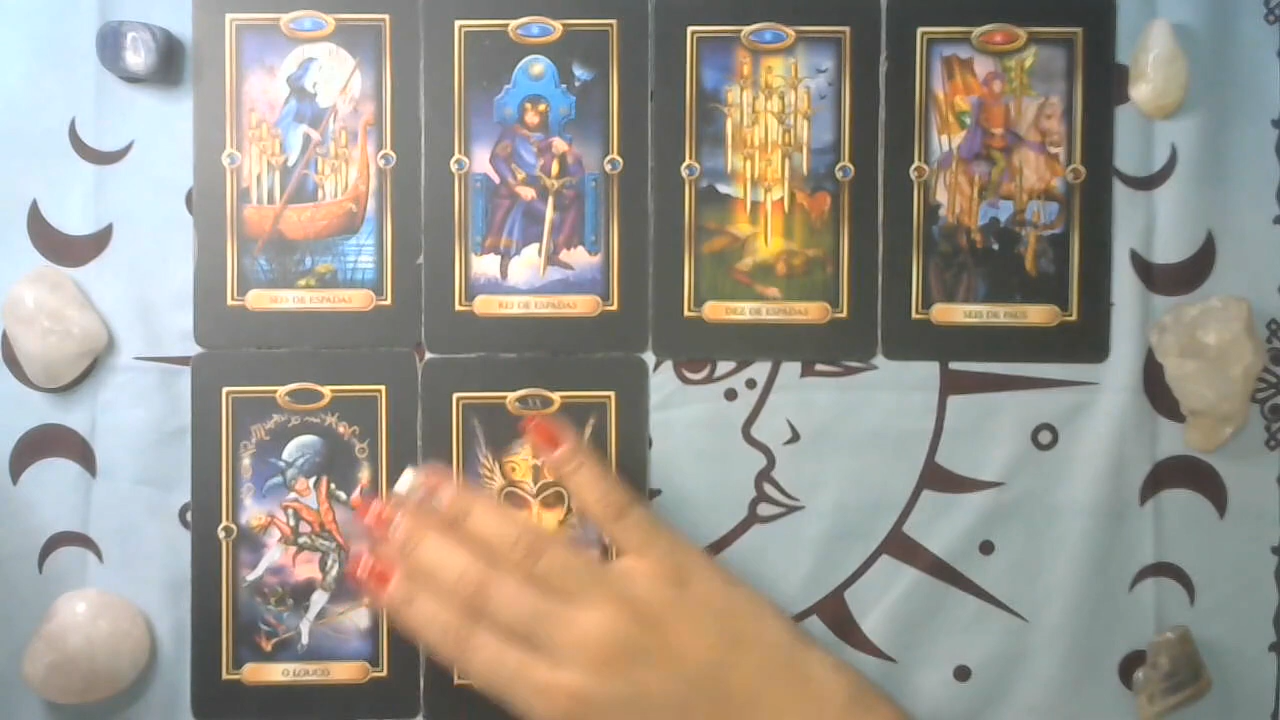 SEIS DE ESPADAS
REI DE ESPADAS
DEZ DE ESPADAS
SEIS DE PAUS
O LOUCO